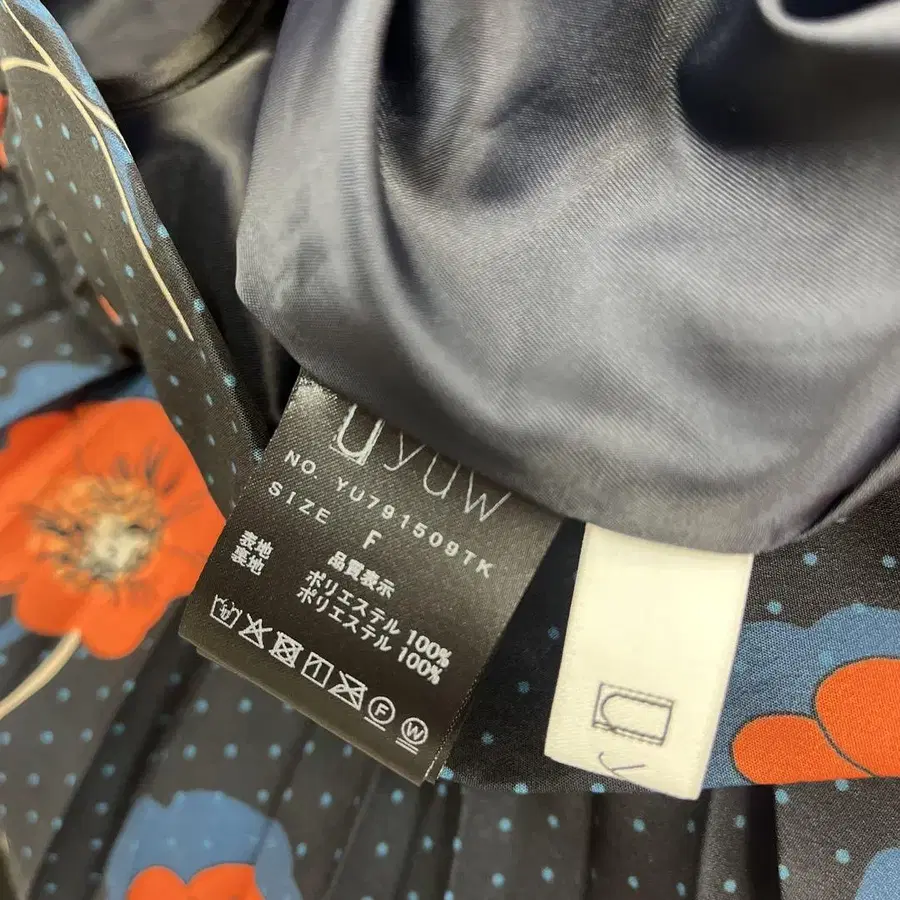 uyuw
NO. YU791509TK
SIZE F
品質表示
表地 ポリエステル 100%
裏地 ポリエステル 100%
F
W
uy